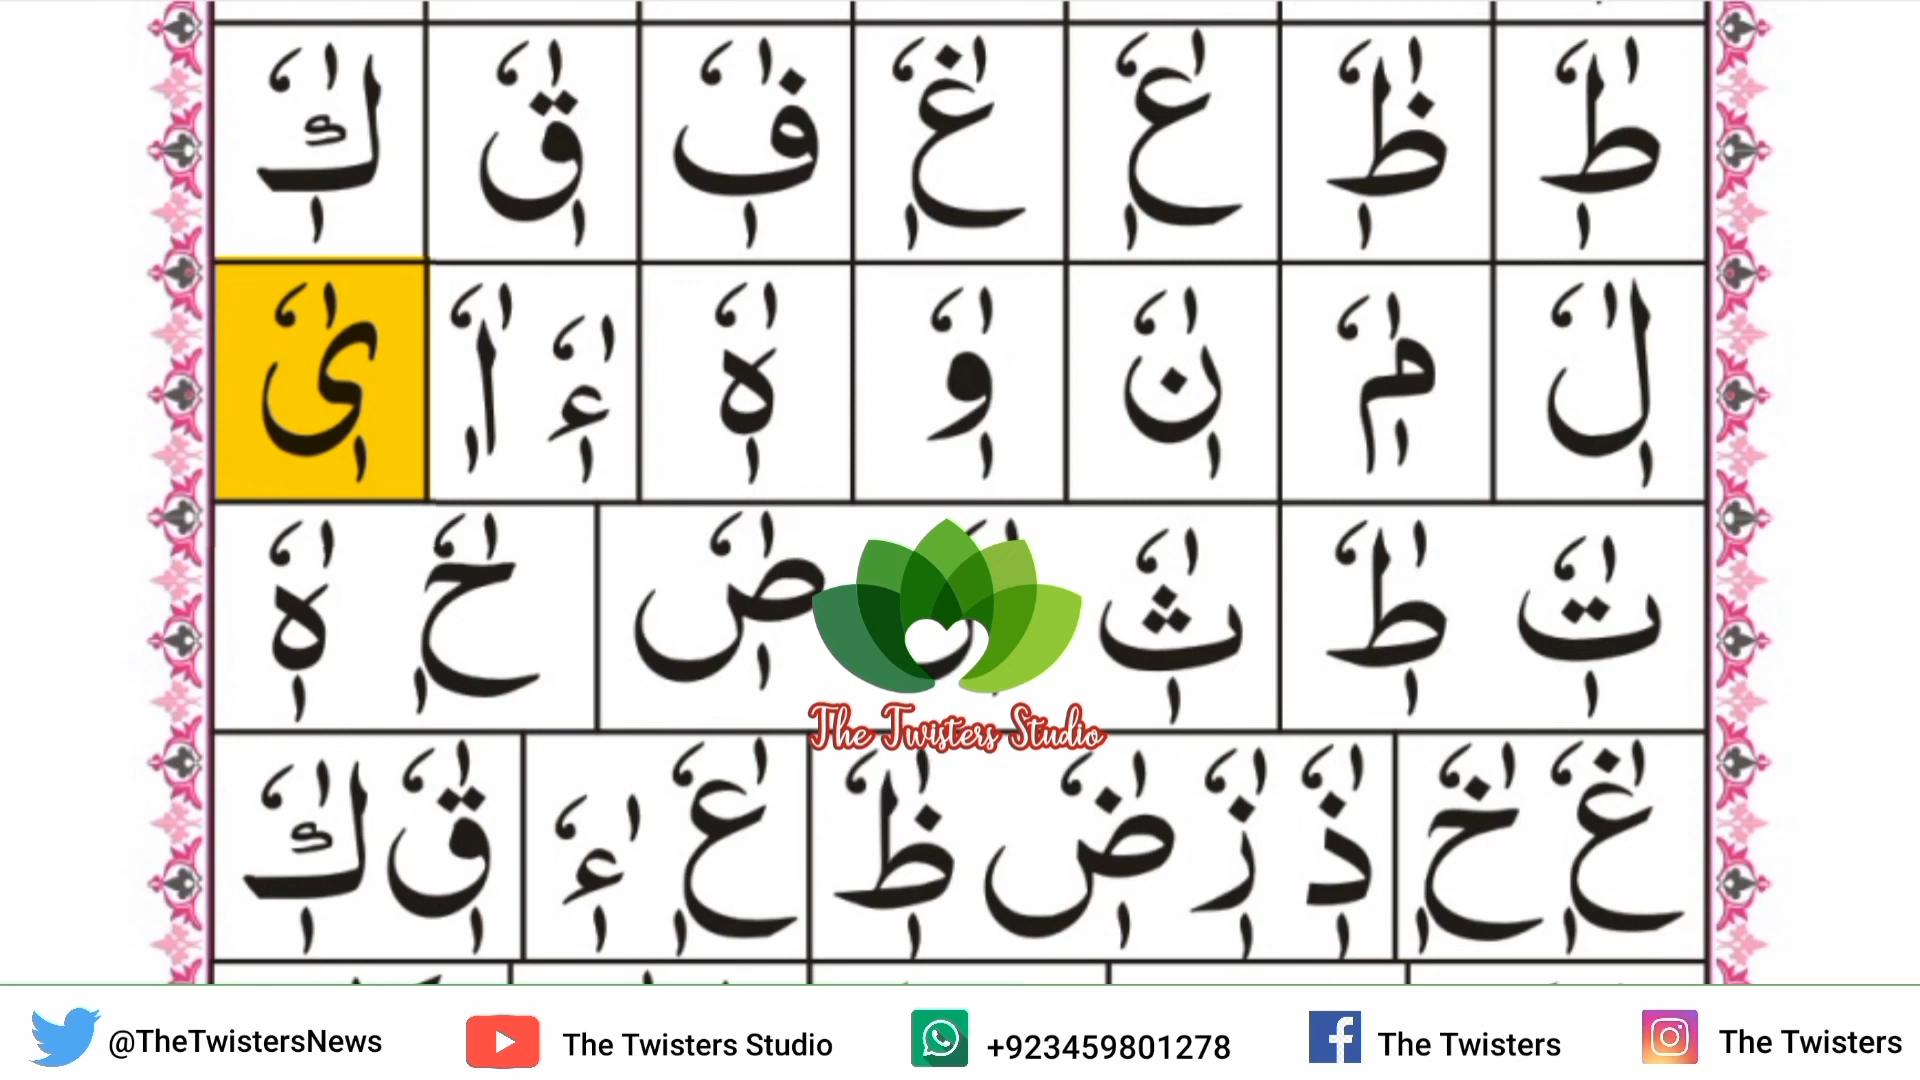 طٰٖٗ ظٰٖٗ عٰٖٗ غٰٖٗ فٰٖٗ قٰٖٗ كٰٖٗ
لٰٖٗ مٰٖٗ نٰٖٗ وٰٖٗ هٰٖٗ ءٰٖٗ اٰٖٗ یٰٖٗ
تٰٖٗ طٰٖٗ ثٰٖٗ صٰٖٗ حٰٖٗ هٰٖٗ
The Twisters Studio
غٰٖٗ خٰٖٗ ذٰٖٗ زٰٖٗ ضٰٖٗ ظٰٖٗ عٰٖٗ ءٰٖٗ قٰٖٗ كٰٖٗ
@TheTwistersNews The Twisters Studio +923459801278 The Twisters The Twisters